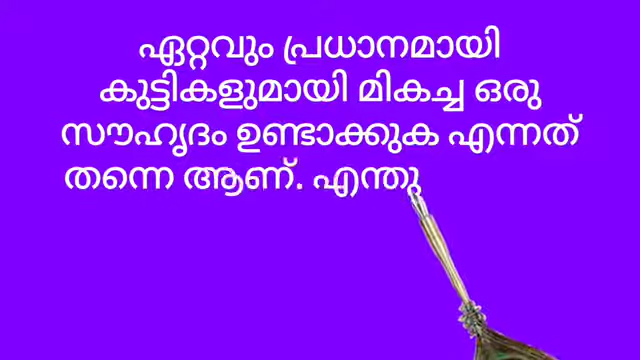 ഏറ്റവും പ്രധാനമായി
കുട്ടികളുമായി മികച്ച ഒരു
സൗഹൃദം ഉണ്ടാക്കുക എന്നത്
തന്നെ ആണ്. എന്തു